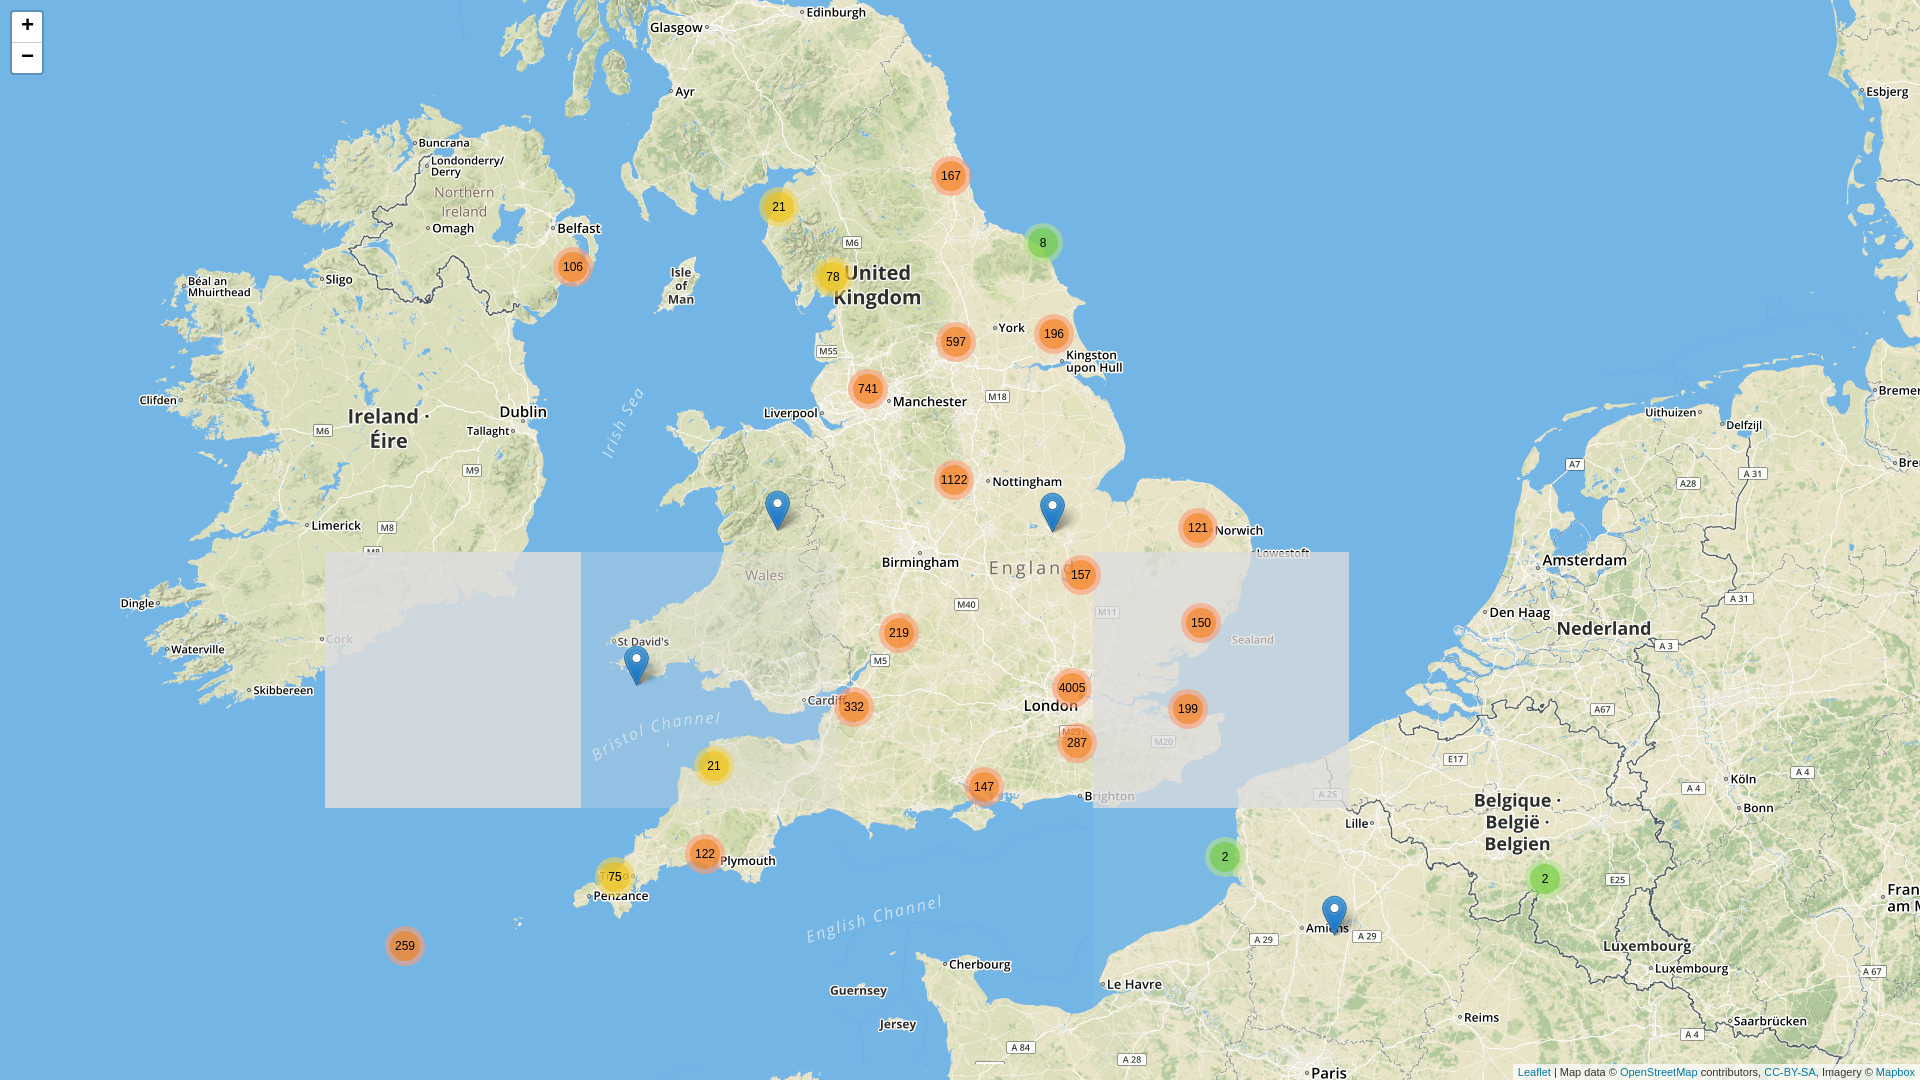 +
−
Edinburgh
Glasgow
Ayr
Esbjerg
Buncrana
Londonderry/
Derry
Northern
Ireland
Omagh
Belfast
167
21
8
M6
106
78
United
Kingdom
Isle
of
Man
Sligo
Béal an
Mhuirthead
York
196
597
M55
Kingston
upon Hull
741
Manchester
M18
Liverpool
Clifden
Ireland ·
Éire
Dublin
Tallaght
M6
M9
Irish Sea
Uithuizen
Delfzijl
Bremer
A7
A 31
A28
Bre
1122
Nottingham
Limerick
M8
M8
121
Norwich
Lowestoft
Birmingham
England
157
Wales
Amsterdam
Den Haag
Nederland
A 31
A 3
Dingle
Cork
Waterville
Skibbereen
St David's
M40
M11
219
150
Sealand
M5
4005
London
Cardiff
332
199
M25
287
M20
Bristol Channel
21
147
Brighton
A67
E17
A 25
Köln
A 4
A 4
Bonn
Lille
Belgique ·
België ·
Belgien
122
Plymouth
75
Penzance
2
2
E25
Fran
am M
English Channel
259
Amiens
A 29
A 29
Luxembourg
Luxembourg
A 67
Cherbourg
Le Havre
Guernsey
Jersey
Reims
Saarbrücken
A 4
A 84
A 28
Paris
Leaflet | Map data © OpenStreetMap contributors, CC-BY-SA, Imagery © Mapbox